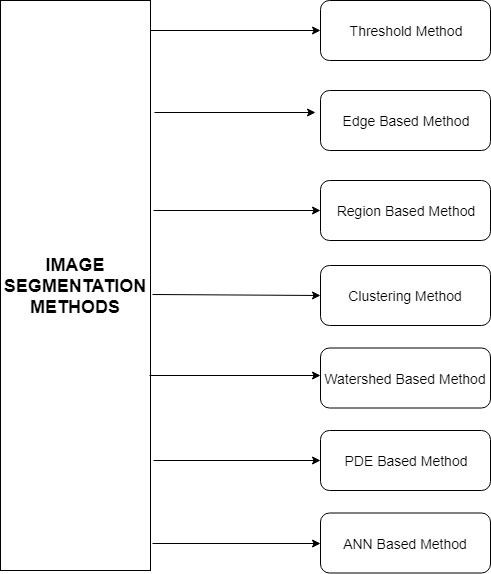 IMAGE
SEGMENTATION
METHODS
Threshold Method
Edge Based Method
Region Based Method
Clustering Method
Watershed Based Method
PDE Based Method
ANN Based Method